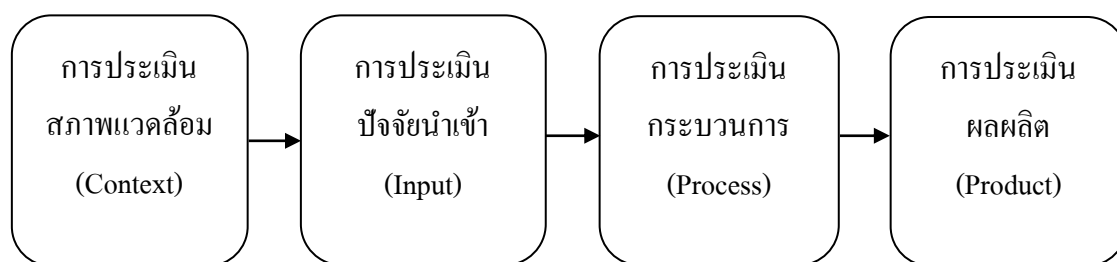 การประเมิน
สภาพแวดล้อม
(Context)
การประเมิน
ปัจจัยนำเข้า
(Input)
การประเมิน
กระบวนการ
(Process)
การประเมิน
ผลผลิต
(Product)